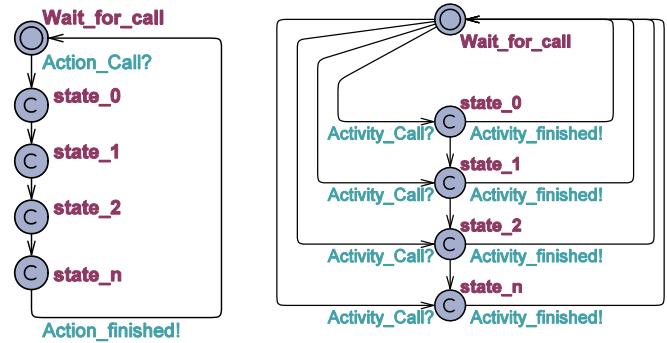 Wait_for_call
Action_Call?
C state_0
C state_1
C state_2
C state_n
Action_finished!
Wait_for_call
state_0
Activity_Call? C Activity_finished!
state_1
Activity_Call? C Activity_finished!
state_2
Activity_Call? C Activity_finished!
state_n
Activity_Call? C Activity_finished!